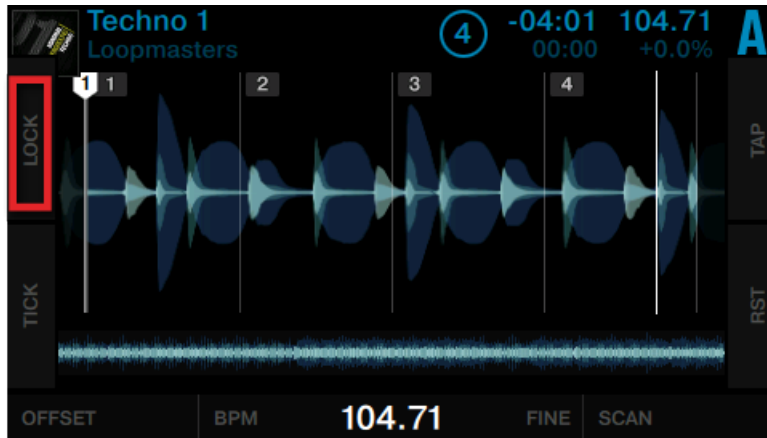 Techno 1
Loopmasters
4
-04:01 104.71
00:00 +0.0%
A
LOCK
TICK
1 1 2 3 4
TAP
RST
OFFSET BPM 104.71 FINE SCAN